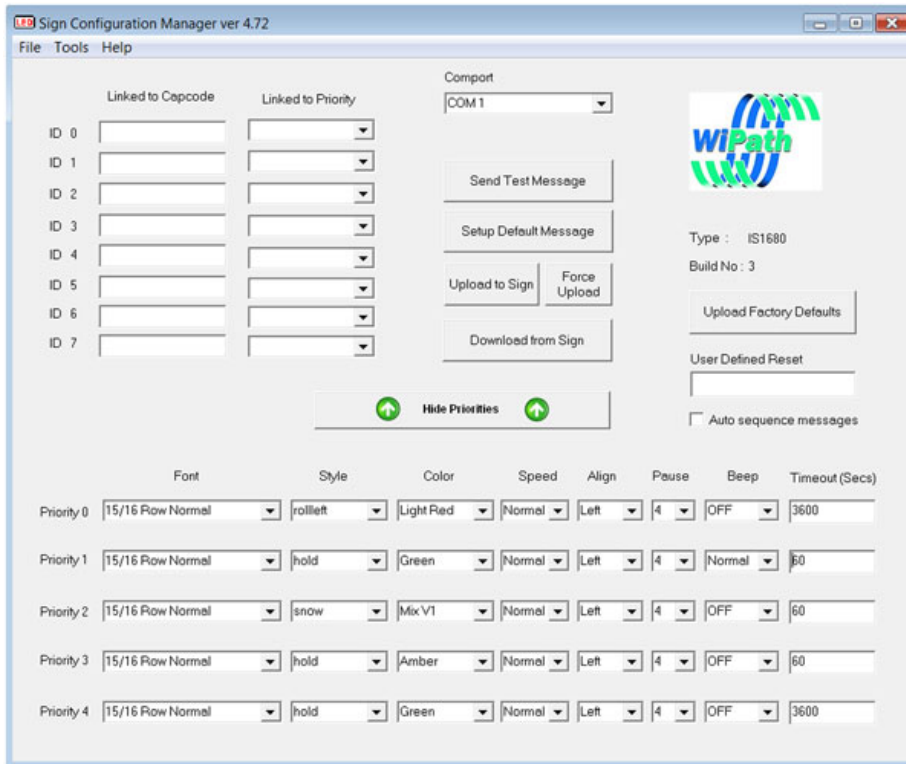 LED Sign Configuration Manager ver 4.72
File Tools Help
Linked to Capcode Linked to Priority Comport
COM 1
ID 0
ID 1
ID 2
ID 3
ID 4
ID 5
ID 6
ID 7
Send Test Message
Setup Default Message
Upload to Sign Force Upload
Download from Sign
WiPath
Type : IS1680
Build No : 3
Upload Factory Defaults
User Defined Reset
Auto sequence messages
Hide Priorities
Font Style Color Speed Align Pause Beep Timeout (Secs)
Priority 0 15/16 Row Normal rollleft Light Red Normal Left 4 OFF 3600
Priority 1 15/16 Row Normal hold Green Normal Left 4 Normal 60
Priority 2 15/16 Row Normal snow Mix V1 Normal Left 4 OFF 60
Priority 3 15/16 Row Normal hold Amber Normal Left 4 OFF 60
Priority 4 15/16 Row Normal hold Green Normal Left 4 OFF 3600